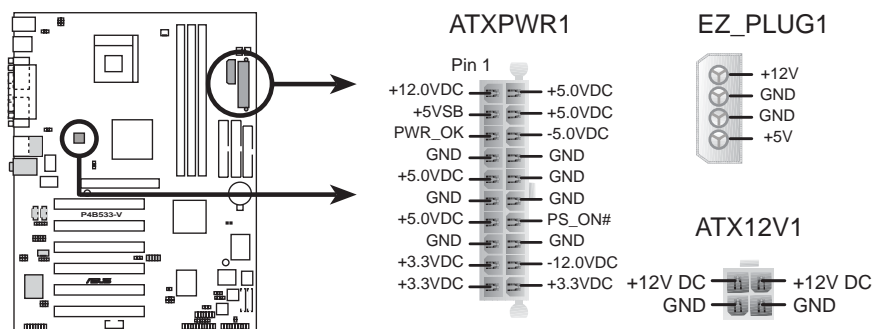 ATXPWR1
Pin 1
+12.0VDC +5.0VDC
+5VSB +5.0VDC
PWR_OK -5.0VDC
GND GND
+5.0VDC GND
GND GND
+5.0VDC PS_ON#
GND GND
+3.3VDC -12.0VDC
+3.3VDC +3.3VDC
EZ_PLUG1
+12V
GND
GND
+5V
ATX12V1
+12V DC +12V DC
GND GND
P4B533-V
ASUS